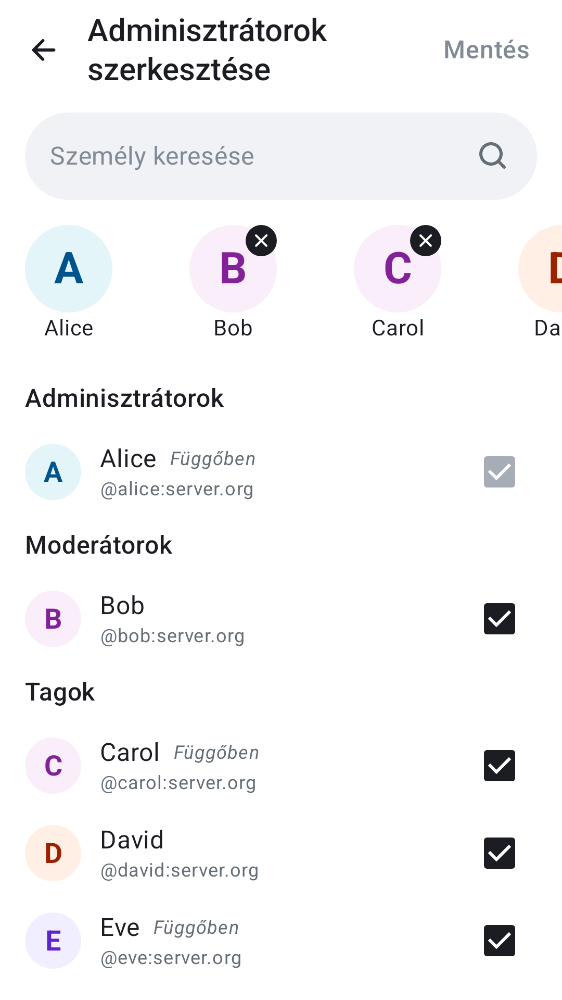 Adminisztrátorok
szerkesztése
Mentés
Személy keresése
A
B
C
Alice
Bob
Carol
Da
Adminisztrátorok
A
Alice Függőben
@alice:server.org
Moderátorok
B
Bob
@bob:server.org
Tagok
C
Carol Függőben
@carol:server.org
D
David
@david:server.org
E
Eve Függőben
@eve:server.org